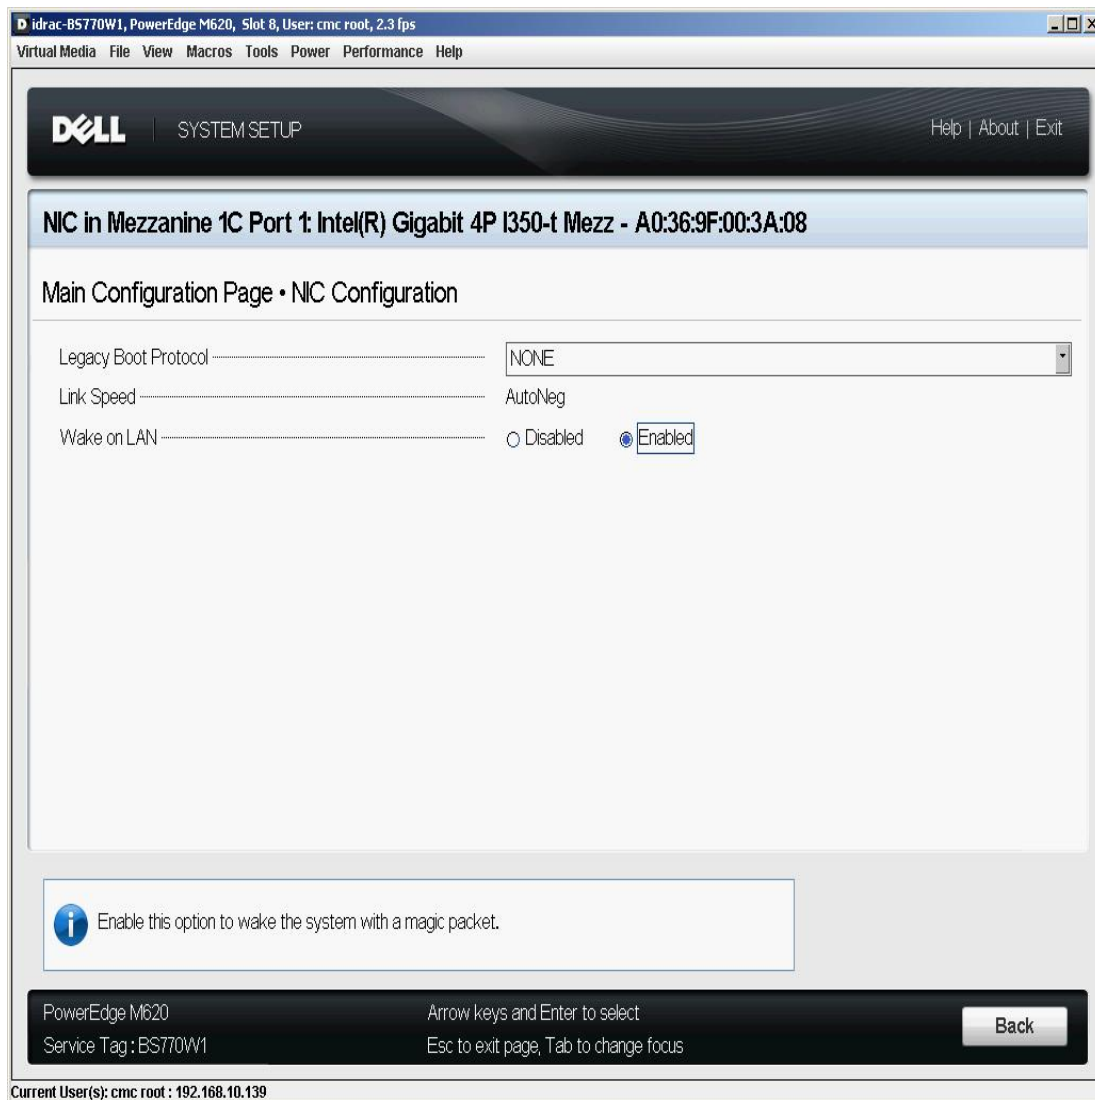 idrac-BS770W1, PowerEdge M620, Slot 8, User: cmc root, 2.3 fps
Virtual Media File View Macros Tools Power Performance Help
DELL SYSTEM SETUP Help | About | Exit
NIC in Mezzanine 1C Port 1: Intel(R) Gigabit 4P I350-t Mezz - A0:36:9F:00:3A:08
Main Configuration Page • NIC Configuration
Legacy Boot Protocol NONE
Link Speed AutoNeg
Wake on LAN Disabled Enabled
Enable this option to wake the system with a magic packet.
PowerEdge M620 Arrow keys and Enter to select
Service Tag : BS770W1 Esc to exit page, Tab to change focus
Back
Current User(s): cmc root : 192.168.10.139